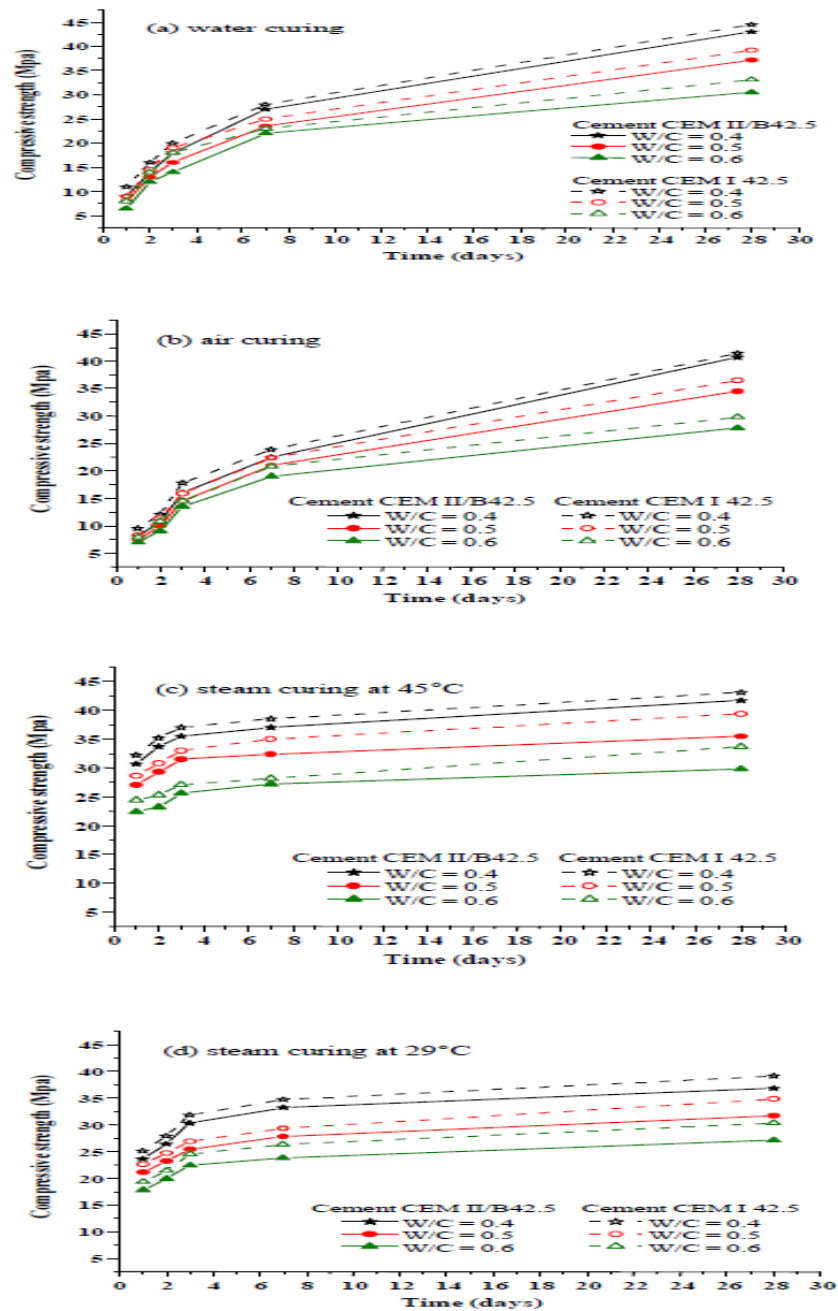 (a) water curing
Compressive strength (Mpa)
45
40
35
30
25
20
15
10
5
Cement CEM II/B42.5
W/C = 0.4
W/C = 0.5
W/C = 0.6
Cement CEM I 42.5
W/C = 0.4
W/C = 0.5
W/C = 0.6
0 2 4 6 8 10 12 14 16 18 20 22 24 26 28 30
Time (days)
(b) air curing
Compressive strength (Mpa)
45
40
35
30
25
20
15
10
5
Cement CEM II/B42.5 Cement CEM I 42.5
W/C = 0.4 W/C = 0.4
W/C = 0.5 W/C = 0.5
W/C = 0.6 W/C = 0.6
0 2 4 6 8 10 12 14 16 18 20 22 24 26 28 30
Time (days)
(c) steam curing at 45°C
Compressive strength (Mpa)
45
40
35
30
25
20
15
10
5
Cement CEM II/B42.5 Cement CEM I 42.5
W/C = 0.4 W/C = 0.4
W/C = 0.5 W/C = 0.5
W/C = 0.6 W/C = 0.6
0 2 4 6 8 10 12 14 16 18 20 22 24 26 28 30
Time (days)
(d) steam curing at 29°C
Compressive strength (Mpa)
45
40
35
30
25
20
15
10
5
Cement CEM II/B42.5 Cement CEM I 42.5
W/C = 0.4 W/C = 0.4
W/C = 0.5 W/C = 0.5
W/C = 0.6 W/C = 0.6
0 2 4 6 8 10 12 14 16 18 20 22 24 26 28 30
Time (days)